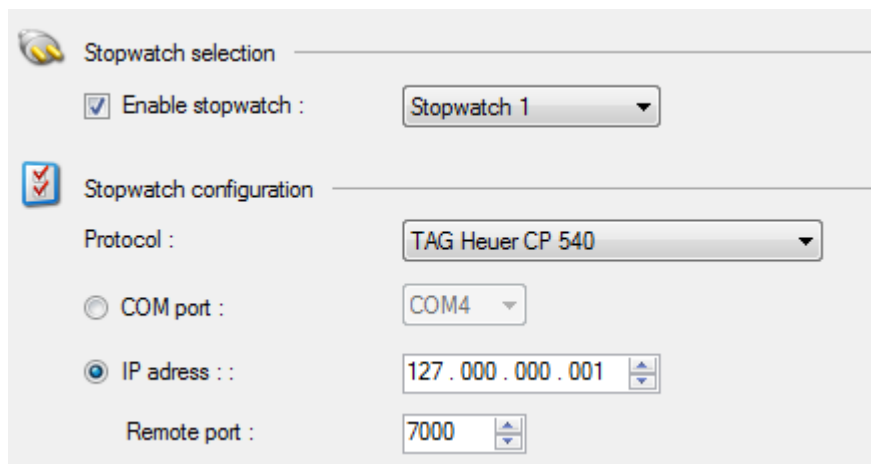 Stopwatch selection
Enable stopwatch : Stopwatch 1
Stopwatch configuration
Protocol : TAG Heuer CP 540
COM port : COM4
IP adress : : 127 . 000 . 000 . 001
Remote port : 7000